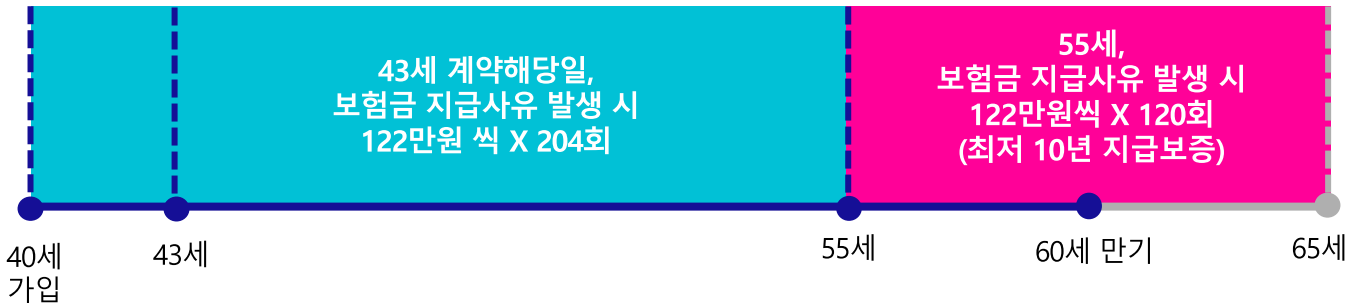 43세 계약해당일,
보험금 지급사유 발생 시
122만원 씩 X 204회
55세,
보험금 지급사유 발생 시
122만원씩 X 120회
(최저 10년 지급보증)
40세
가입
43세
55세
60세 만기
65세